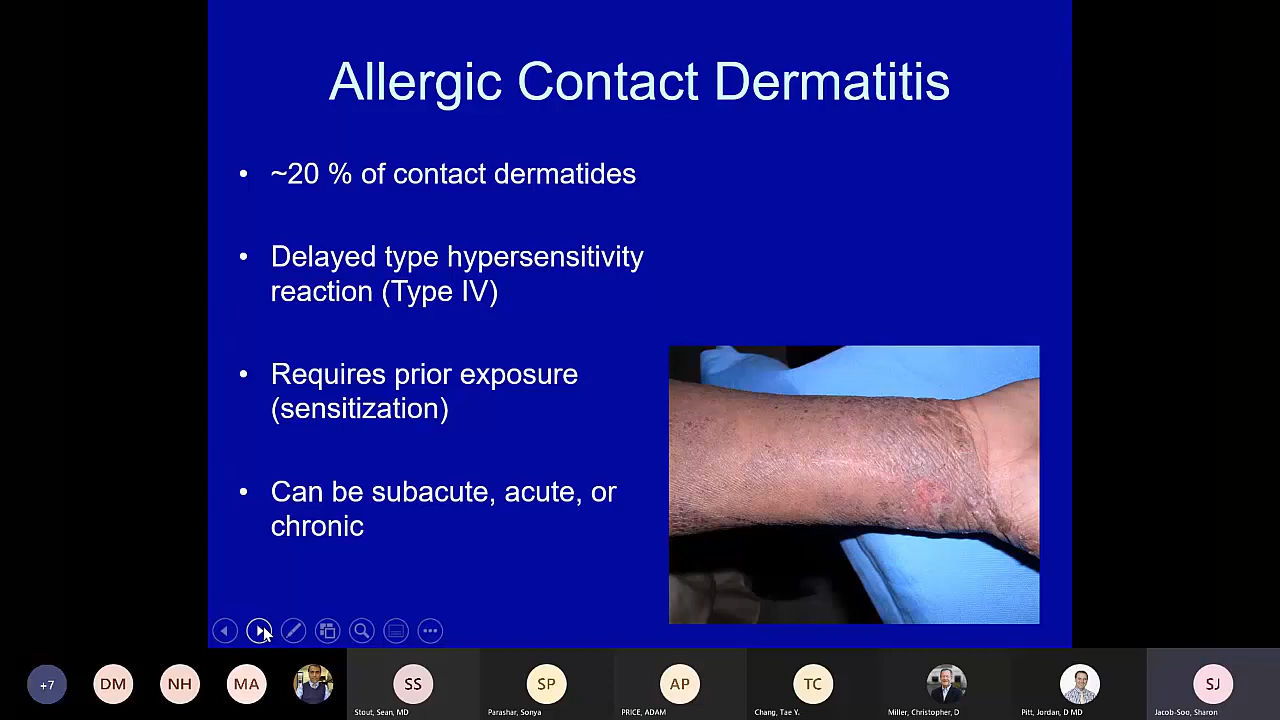 Allergic Contact Dermatitis
• ~20 % of contact dermatides
• Delayed type hypersensitivity
reaction (Type IV)
• Requires prior exposure
(sensitization)
• Can be subacute, acute, or
chronic
+7
DM
NH
MA
SS
SP
AP
TC
SJ
Stout, Sean, MD
Parashar, Sonya
PRICE, ADAM
Chang, Tae Y.
Miller, Christopher, D
Pitt, Jordan, D MD
Jacob-Soo, Sharon